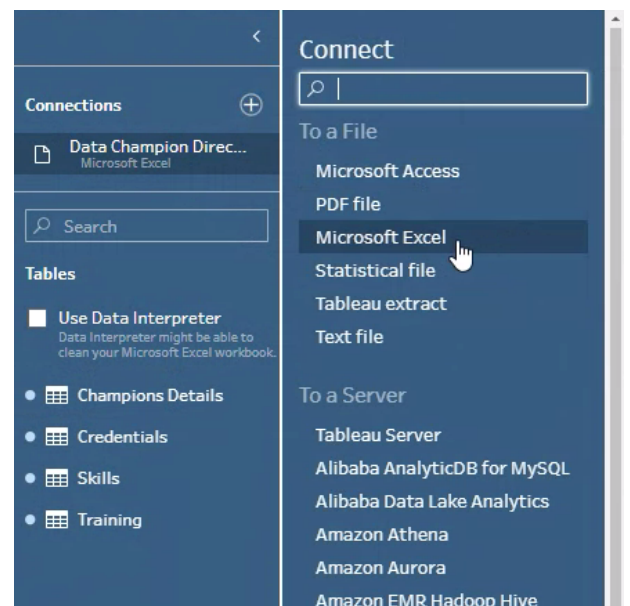 Connections
Data Champion Direc...
Microsoft Excel
Search
Tables
Use Data Interpreter
Data Interpreter might be able to
clean your Microsoft Excel workbook.
Champions Details
Credentials
Skills
Training
Connect
To a File
Microsoft Access
PDF file
Microsoft Excel
Statistical file
Tableau extract
Text file
To a Server
Tableau Server
Alibaba AnalyticDB for MySQL
Alibaba Data Lake Analytics
Amazon Athena
Amazon Aurora
Amazon EMR Hadoop Hive